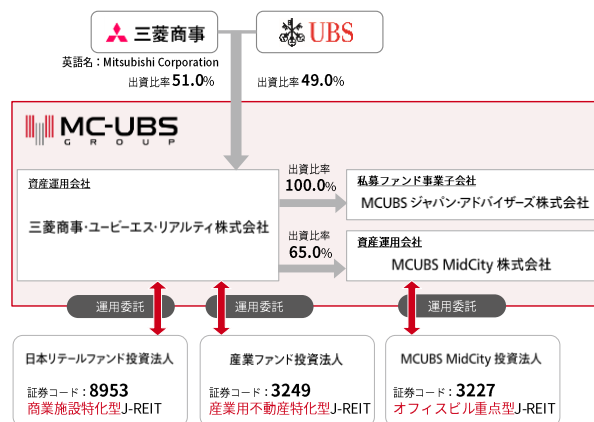 三菱商事
UBS
英語名：Mitsubishi Corporation
出資比率 51.0%
出資比率 49.0%
MC-UBS
GROUP
資産運用会社
三菱商事・ユービーエス・リアルティ株式会社
出資比率
100.0%
私募ファンド事業子会社
MCUBS ジャパン・アドバイザーズ株式会社
出資比率
65.0%
資産運用会社
MCUBS MidCity 株式会社
運用委託
運用委託
運用委託
日本リテールファンド投資法人
証券コード：8953
商業施設特化型J-REIT
産業ファンド投資法人
証券コード：3249
産業用不動産特化型J-REIT
MCUBS MidCity 投資法人
証券コード：3227
オフィスビル重点型J-REIT